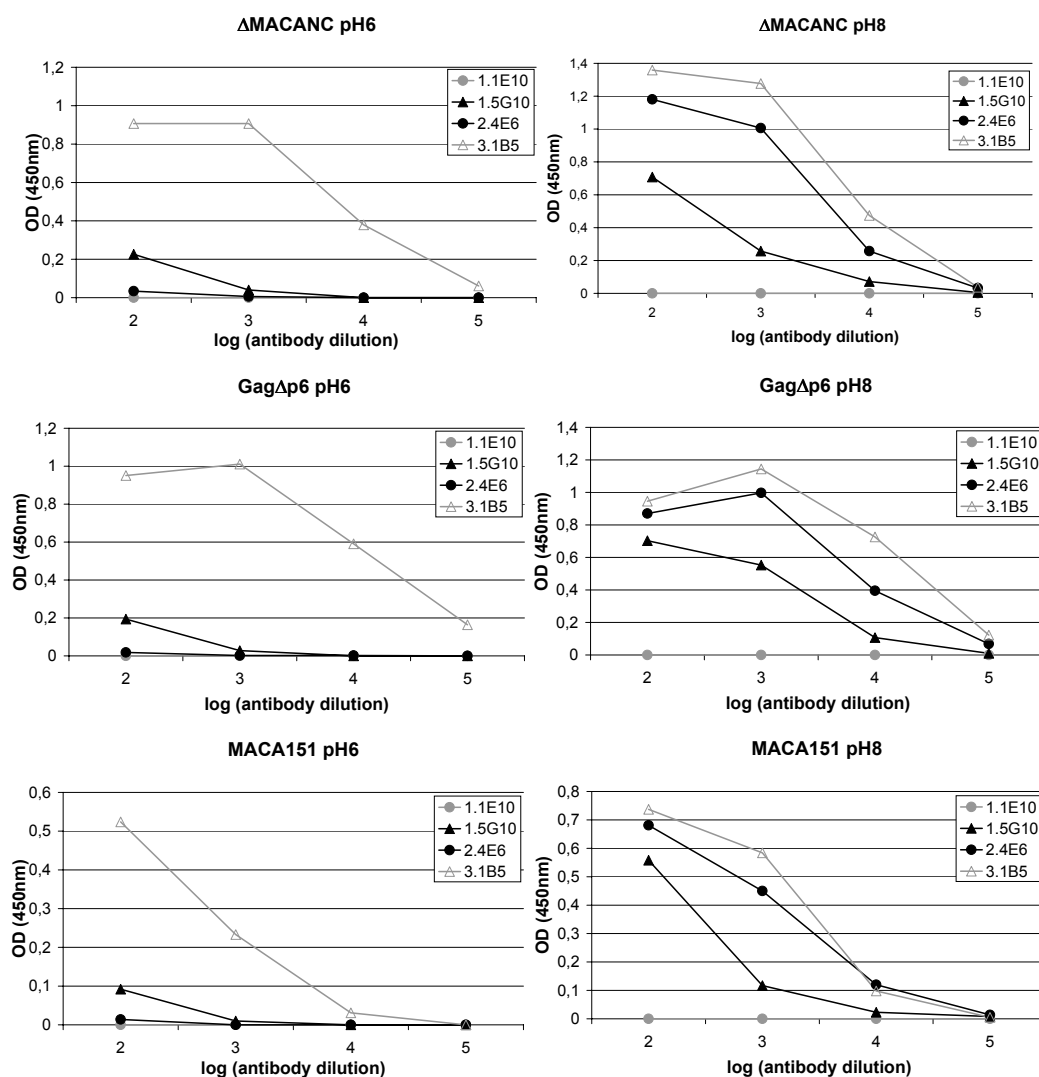 ΔMACANC pH6
1,2
1
0,8
0,6
0,4
0,2
0
OD (450nm)
2 3 4 5
log (antibody dilution)
1.1E10
1.5G10
2.4E6
3.1B5
ΔMACANC pH8
1,4
1,2
1
0,8
0,6
0,4
0,2
0
OD (450nm)
2 3 4 5
log (antibody dilution)
1.1E10
1.5G10
2.4E6
3.1B5
GagΔp6 pH6
1,2
1
0,8
0,6
0,4
0,2
0
OD (450nm)
2 3 4 5
log (antibody dilution)
1.1E10
1.5G10
2.4E6
3.1B5
GagΔp6 pH8
1,4
1,2
1
0,8
0,6
0,4
0,2
0
OD (450nm)
2 3 4 5
log (antibody dilution)
1.1E10
1.5G10
2.4E6
3.1B5
MACA151 pH6
0,6
0,5
0,4
0,3
0,2
0,1
0
OD (450nm)
2 3 4 5
log (antibody dilution)
1.1E10
1.5G10
2.4E6
3.1B5
MACA151 pH8
0,8
0,7
0,6
0,5
0,4
0,3
0,2
0,1
0
OD (450nm)
2 3 4 5
log (antibody dilution)
1.1E10
1.5G10
2.4E6
3.1B5